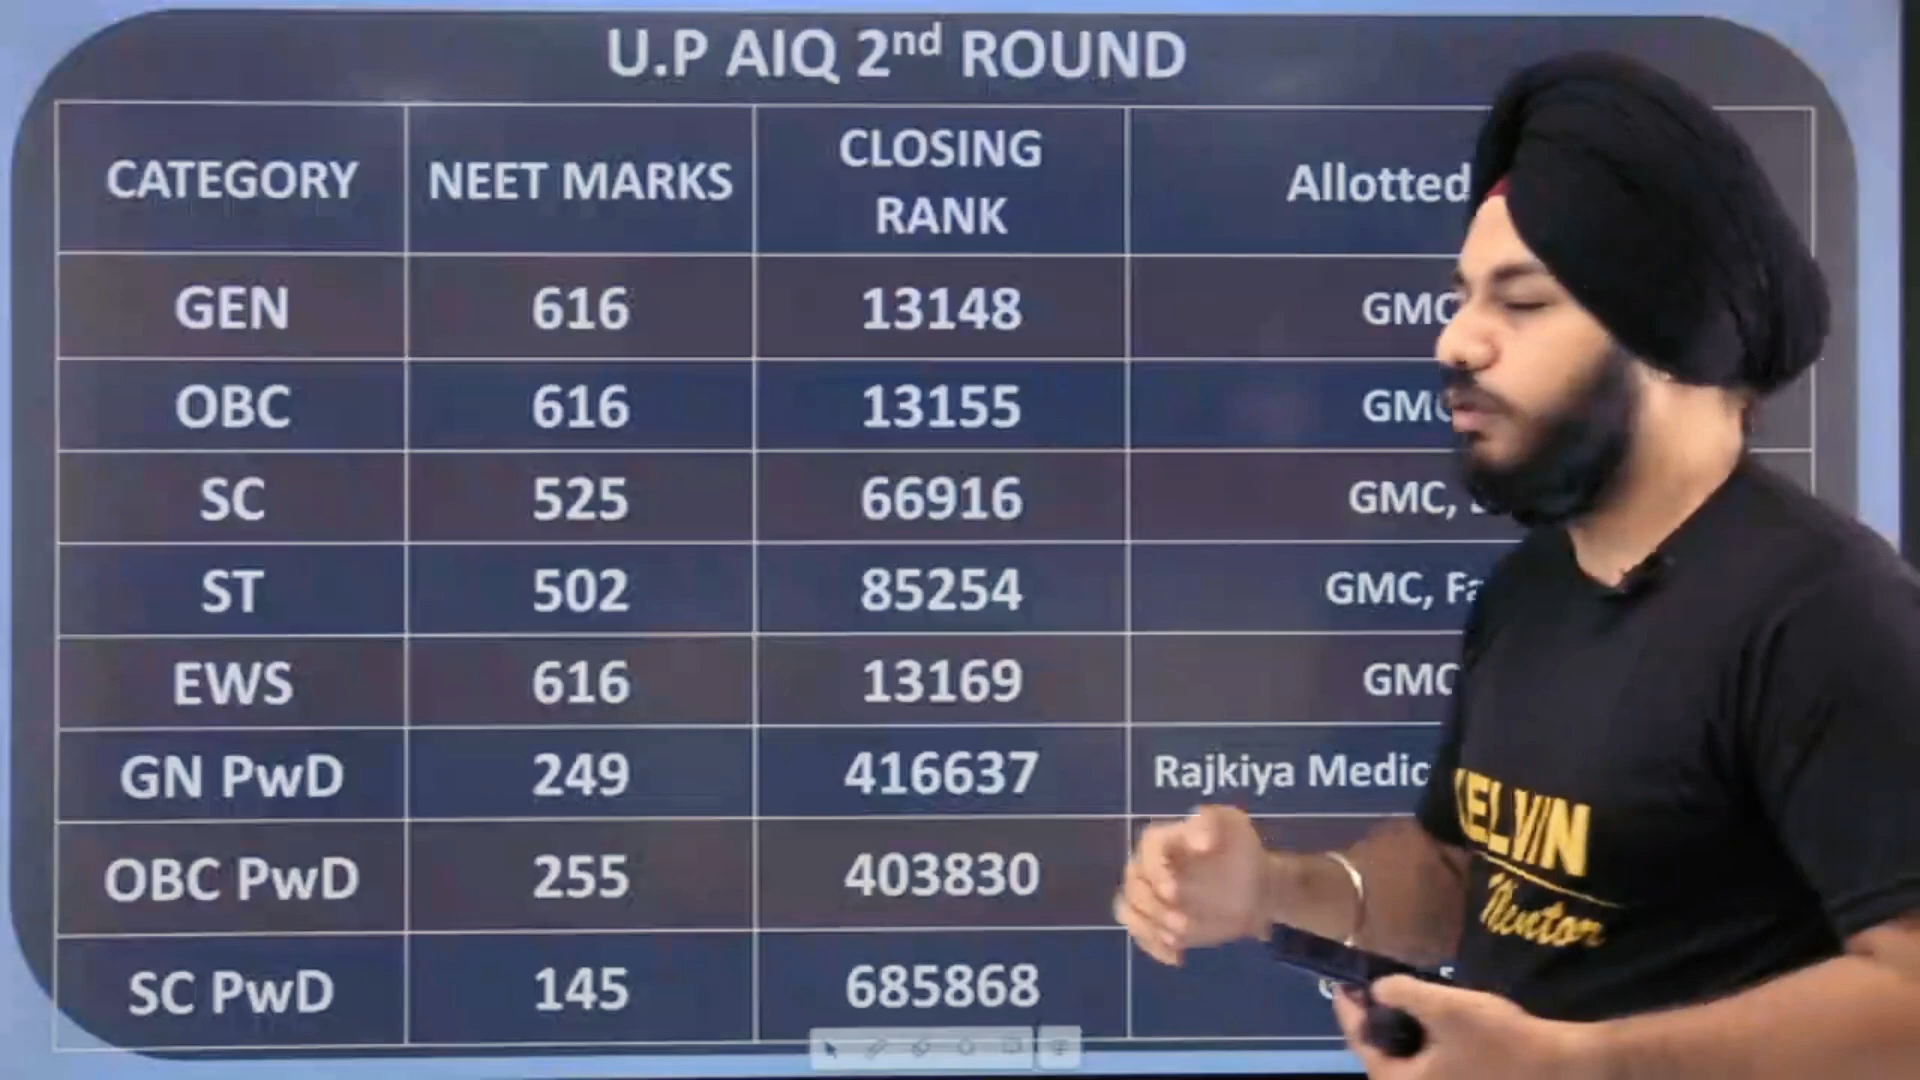 U.P AIQ 2nd ROUND
CATEGORY NEET MARKS CLOSING RANK Allotted
GEN 616 13148 GMC
OBC 616 13155
SC 525 66916 GMC,
ST 502 85254 GMC,
EWS 616 13169 GMC
GN PwD 249 416637 Rajkiya
OBC PwD 255 403830
SC PwD 145 685868
KELVIN
Mentor